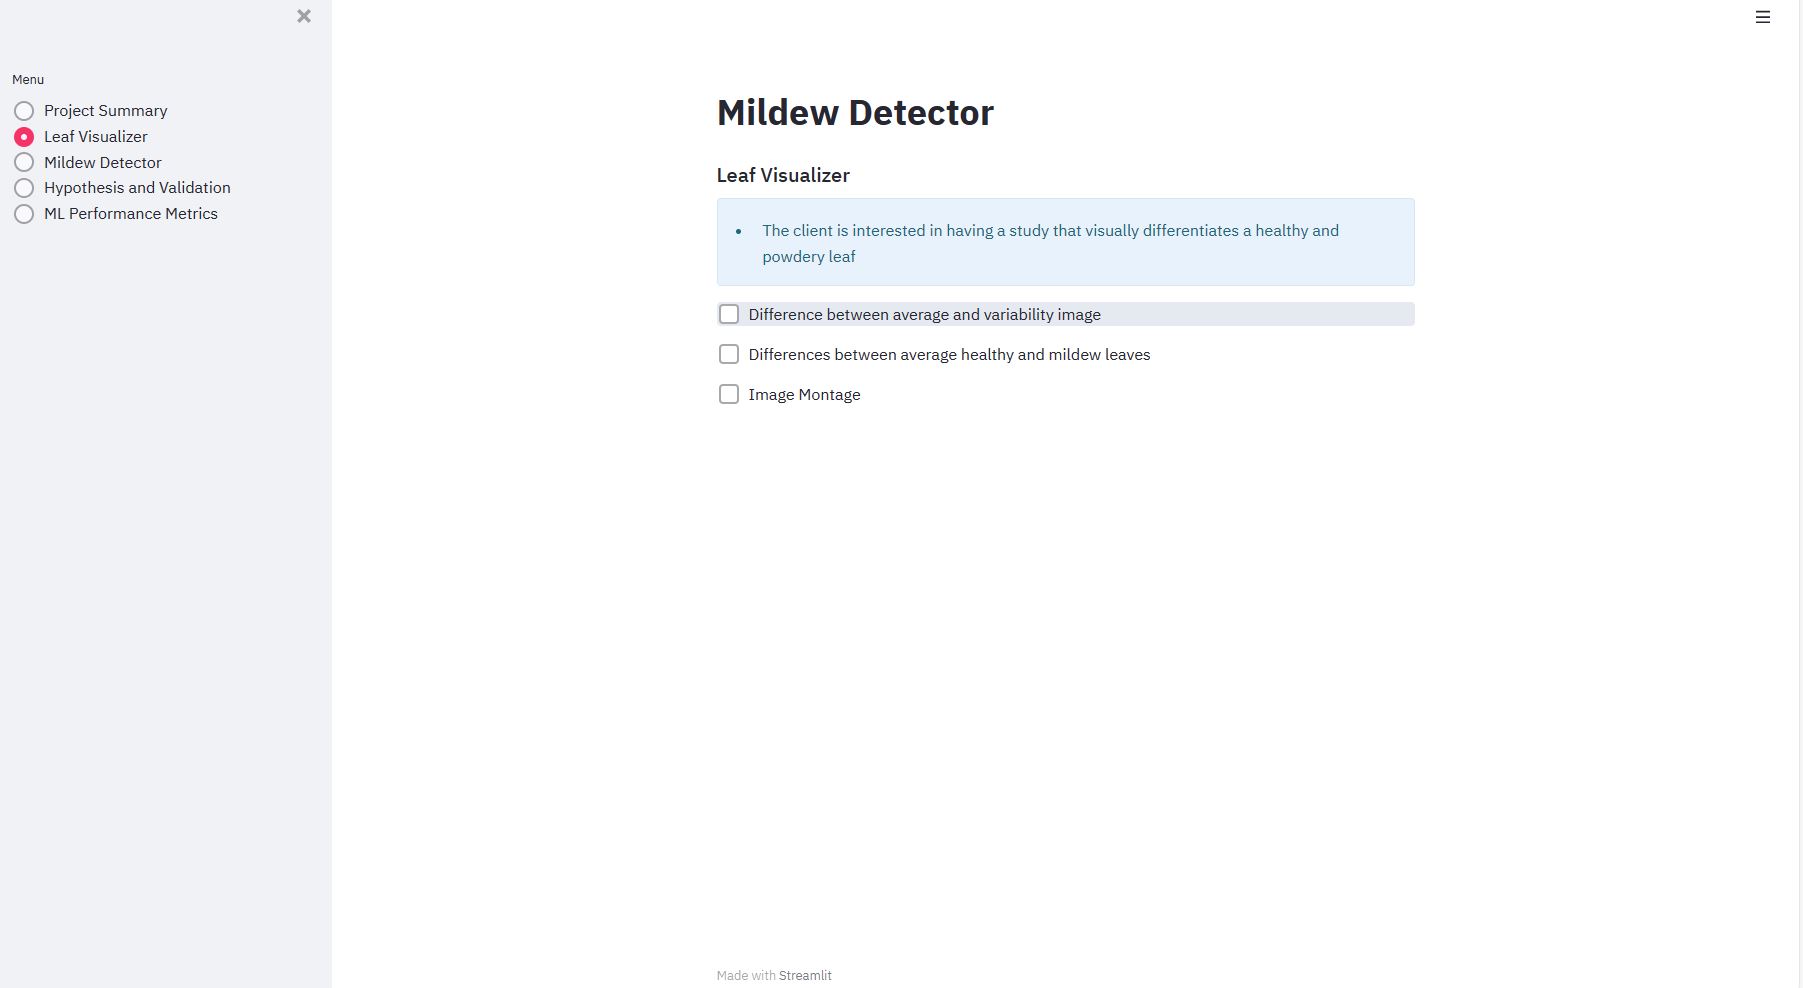 Menu
Project Summary
Leaf Visualizer
Mildew Detector
Hypothesis and Validation
ML Performance Metrics
Mildew Detector
Leaf Visualizer
• The client is interested in having a study that visually differentiates a healthy and
powdery leaf
Difference between average and variability image
Differences between average healthy and mildew leaves
Image Montage
Made with Streamlit